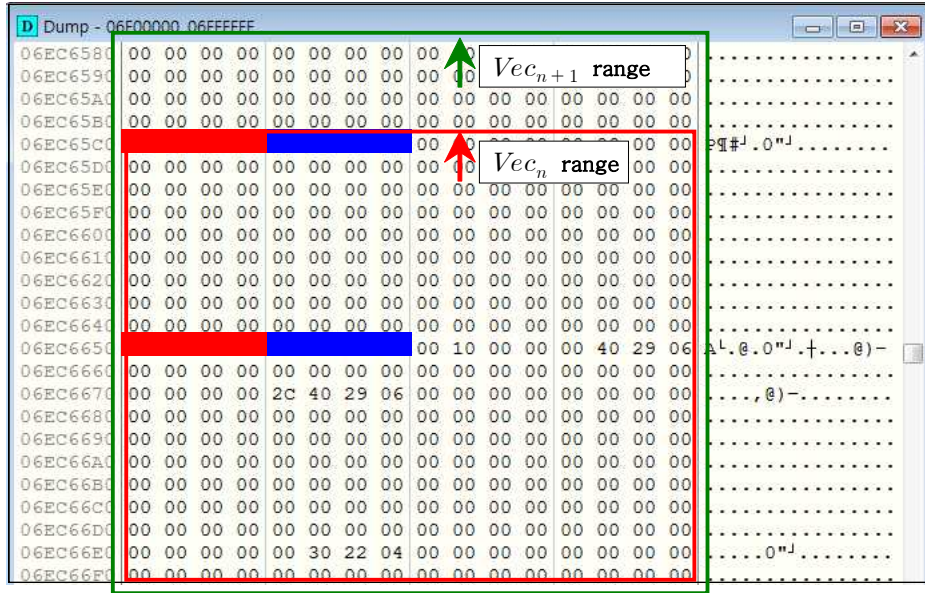 D Dump - 06E00000 06FFFFFF
06EC6580 00 00 00 00 00 00 00 00 00 ................
Vec_{n+1} range
06EC6590 00 00 00 00 00 00 00 00 00 00 ................
06EC65A0 00 00 00 00 00 00 00 00 00 00 00 00 00 00 00 00 ................
06EC65B0 00 00 00 00 00 00 00 00 00 00 00 00 00 00 00 00 ................
06EC65C0 00 00 00 00 00 00 00 P¶#┘.0"┘........
Vec_n range
06EC65D0 00 00 00 00 00 00 00 00 00 00 00 00 ................
06EC65E0 00 00 00 00 00 00 00 00 00 00 00 00 00 00 00 00 ................
06EC65F0 00 00 00 00 00 00 00 00 00 00 00 00 00 00 00 00 ................
06EC6600 00 00 00 00 00 00 00 00 00 00 00 00 00 00 00 00 ................
06EC6610 00 00 00 00 00 00 00 00 00 00 00 00 00 00 00 00 ................
06EC6620 00 00 00 00 00 00 00 00 00 00 00 00 00 00 00 00 ................
06EC6630 00 00 00 00 00 00 00 00 00 00 00 00 00 00 00 00 ................
06EC6640 00 00 00 00 00 00 00 00 00 00 00 00 00 00 00 00 ................
06EC6650 00 10 00 00 00 40 29 06 A└.@.0"┘.┼...@)─
06EC6660 00 00 00 00 00 00 00 00 00 00 00 00 00 00 00 00 ................
06EC6670 00 00 00 00 2C 40 29 06 00 00 00 00 00 00 00 00 ....,@)─........
06EC6680 00 00 00 00 00 00 00 00 00 00 00 00 00 00 00 00 ................
06EC6690 00 00 00 00 00 00 00 00 00 00 00 00 00 00 00 00 ................
06EC66A0 00 00 00 00 00 00 00 00 00 00 00 00 00 00 00 00 ................
06EC66B0 00 00 00 00 00 00 00 00 00 00 00 00 00 00 00 00 ................
06EC66C0 00 00 00 00 00 00 00 00 00 00 00 00 00 00 00 00 ................
06EC66D0 00 00 00 00 00 00 00 00 00 00 00 00 00 00 00 00 ................
06EC66E0 00 00 00 00 00 30 22 04 00 00 00 00 00 00 00 00 .....0"┘........
06EC66F0 00 00 00 00 00 00 00 00 00 00 00 00 00 00 00 00 ................